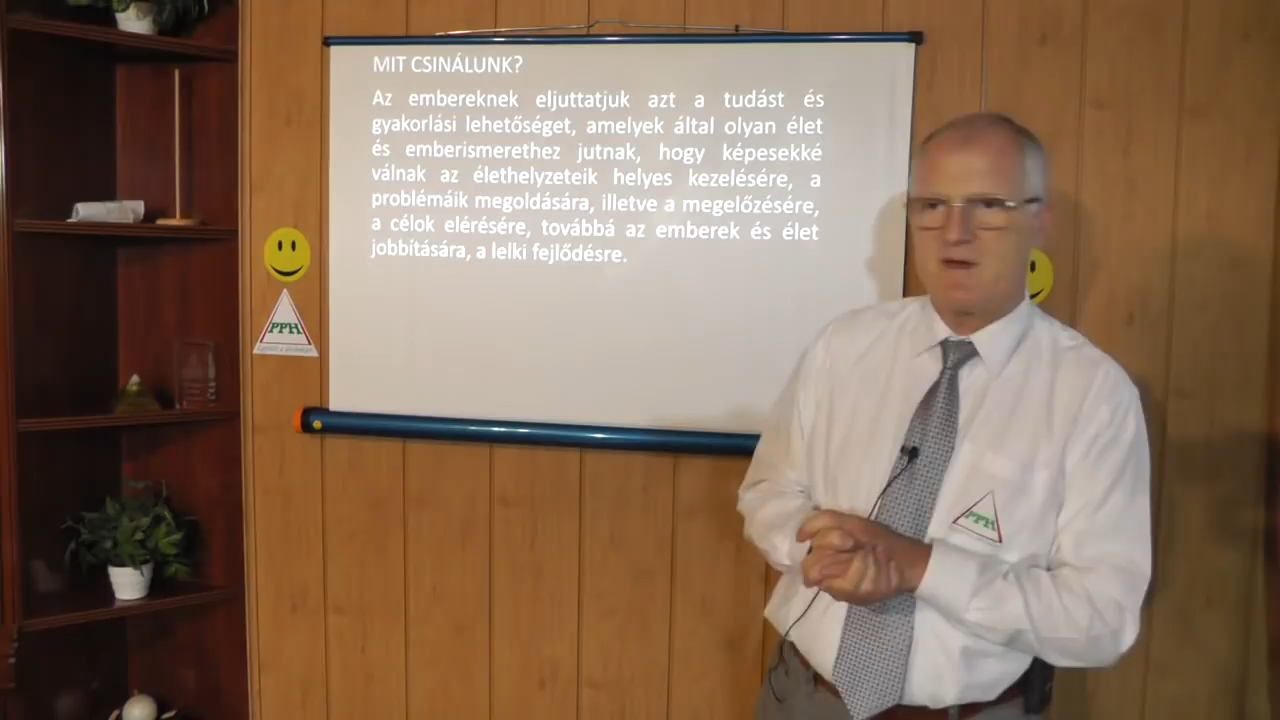 MIT CSINÁLUNK?
Az embereknek eljuttatjuk azt a tudást és
gyakorlási lehetőséget, amelyek által olyan élet
és emberismerethez jutnak, hogy képesekké
válnak az élethelyzeteik helyes kezelésére, a
problémáik megoldására, illetve a megelőzésére,
a célok elérésére, továbbá az emberek és élet
jobbítására, a lelki fejlődésre.
PPH
PPH